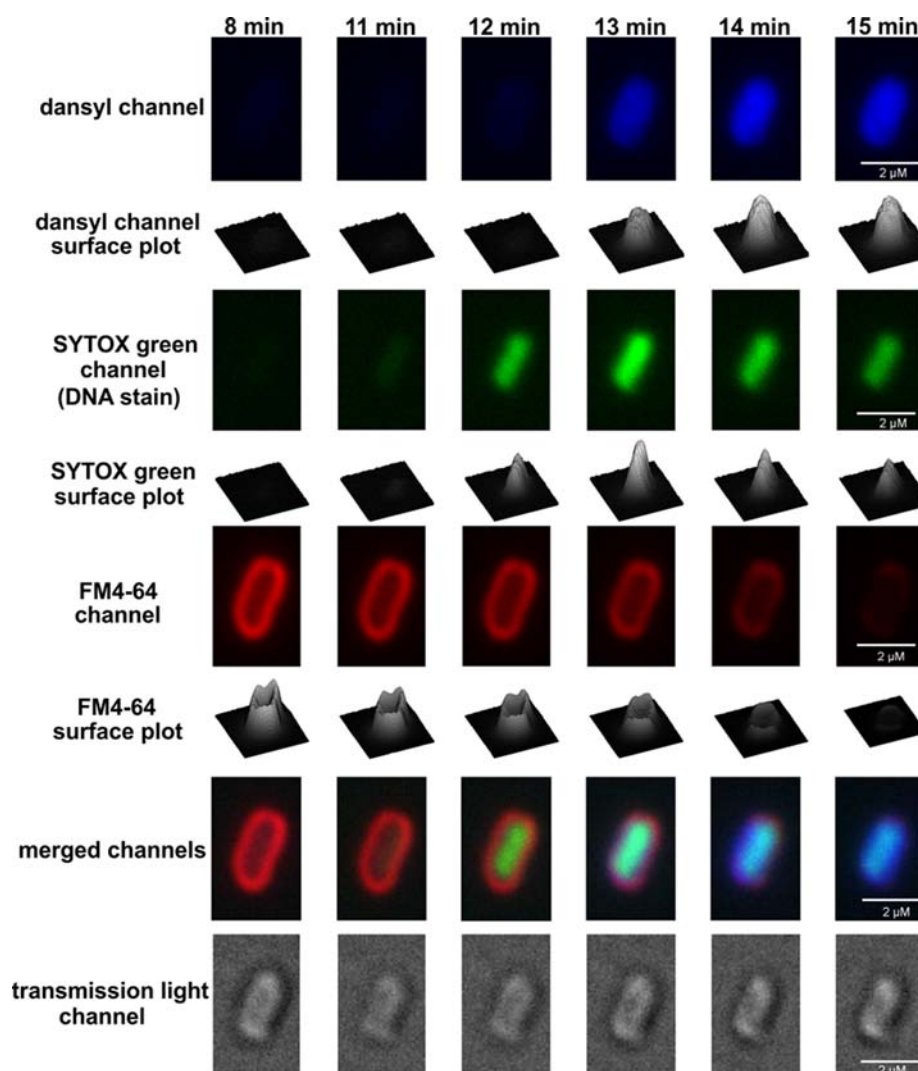 8 min 11 min 12 min 13 min 14 min 15 min
dansyl channel
2 µM
dansyl channel
surface plot
SYTOX green
channel
(DNA stain)
2 µM
SYTOX green
surface plot
FM4-64
channel
2 µM
FM4-64
surface plot
merged channels
2 µM
transmission light
channel
2 µM